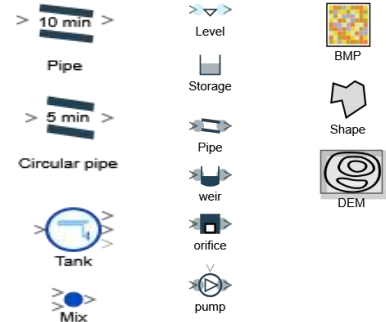 10 min
Pipe
5 min
Circular pipe
Tank
Mix
Level
Storage
Pipe
weir
orifice
pump
BMP
Shape
DEM